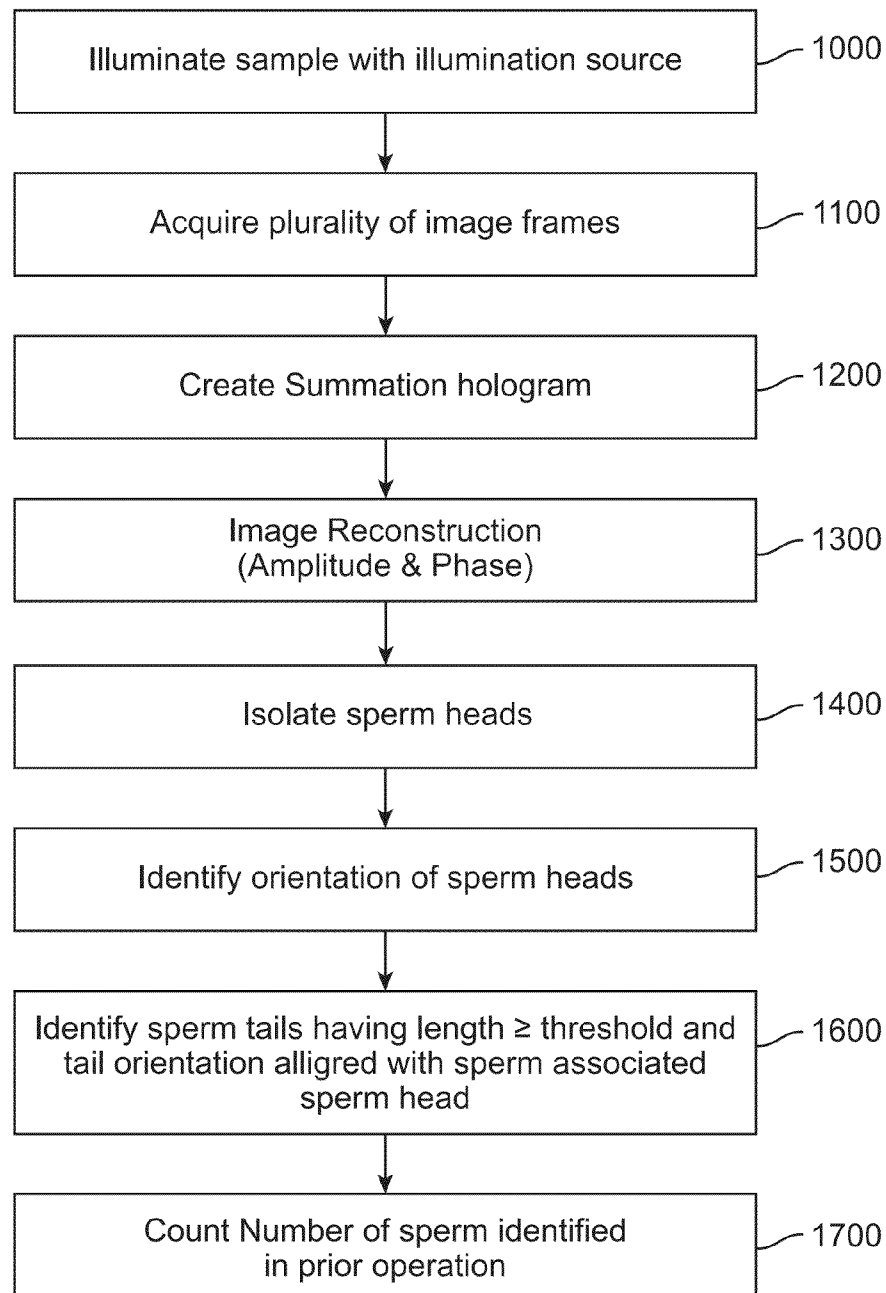 Illuminate sample with illumination source
1000
Acquire plurality of image frames
1100
Create Summation hologram
1200
Image Reconstruction
(Amplitude & Phase)
1300
Isolate sperm heads
1400
Identify orientation of sperm heads
1500
Identify sperm tails having length ≥ threshold and
tail orientation alligred with sperm associated
sperm head
1600
Count Number of sperm identified
in prior operation
1700